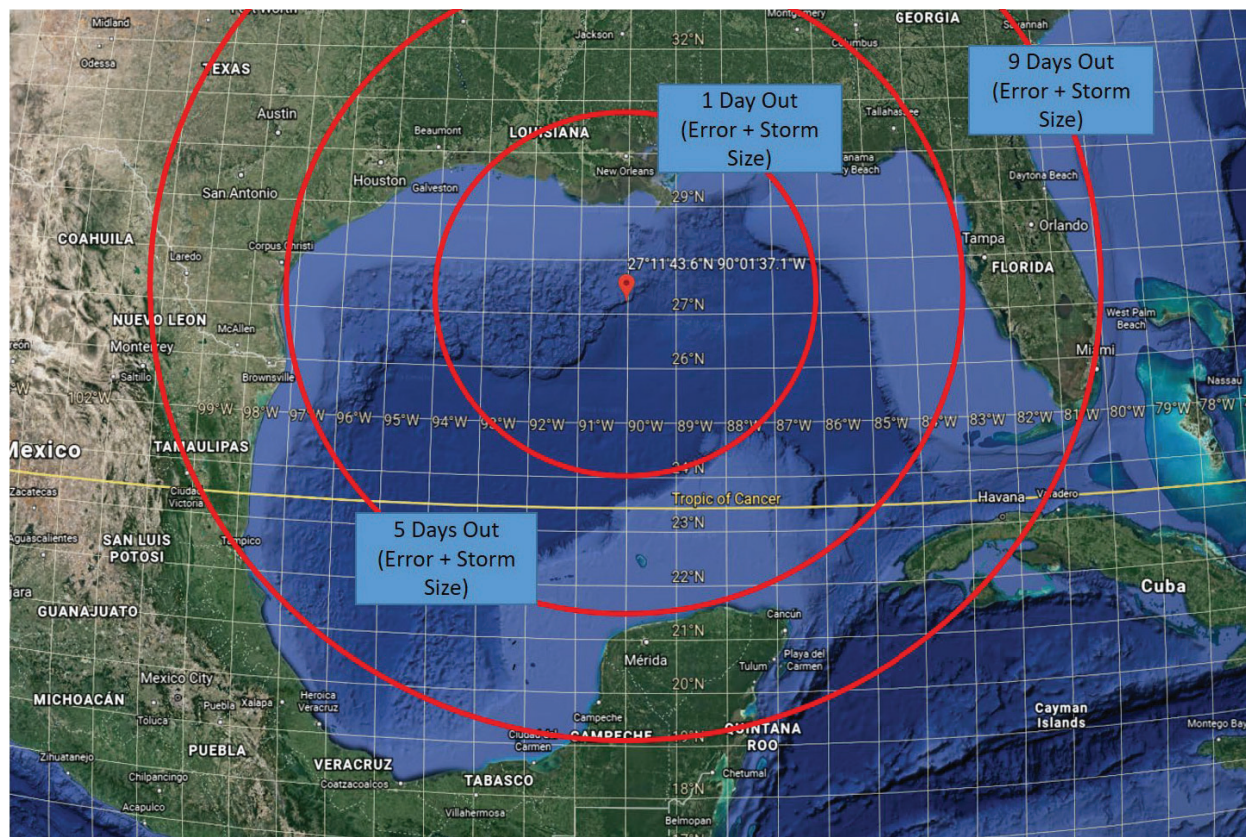 Midland
Odessa
TEXAS
Austin
San Antonio
Houston
Beaumont
Galveston
Corpus Christi
Laredo
McAllen
Brownsville
COAHUILA
NUEVO LEON
Monterrey
Saltillo
102°W
Mexico
TAMAULIPAS
Zacatecas
Ciudad
Victoria
Aguascalientes
SAN LUIS
POTOSI
Tampico
GUANAJUATO
MICHOACÁN
Mexico City
Toluca
Puebla
Xalapa
Heroica
Veracruz
PUEBLA
VERACRUZ
Coatzacoalcos
Zihuatanejo
Chilpancingo
Acapulco
TABASCO
Villahermosa
Ciudad del
Carmen
CAMPECHE
Campeche
Mérida
Cancún
Playa del
Carmen
Tulum
QUINTANA
ROO
Chetumal
Belmopan
Jackson
LOUISIANA
New Orleans
Montgomery
Columbus
GEORGIA
Savannah
Tallahassee
Daytona Beach
Orlando
Tampa
FLORIDA
West Palm
Beach
Miami
Nassau
Havana
Varadero
Cuba
Cayman
Islands
Montego Bay
32°N
29°N
27°11'43.6"N 90°01'37.1"W
27°N
26°N
99°W 98°W 97°W 96°W 95°W 94°W 93°W 92°W 91°W 90°W 89°W 88°W 87°W 86°W 85°W 84°W 83°W 82°W 81°W 80°W 79°W 78°W
24°N
Tropic of Cancer
23°N
22°N
21°N
20°N
19°N
18°N
1 Day Out
(Error + Storm
Size)
5 Days Out
(Error + Storm
Size)
9 Days Out
(Error + Storm
Size)